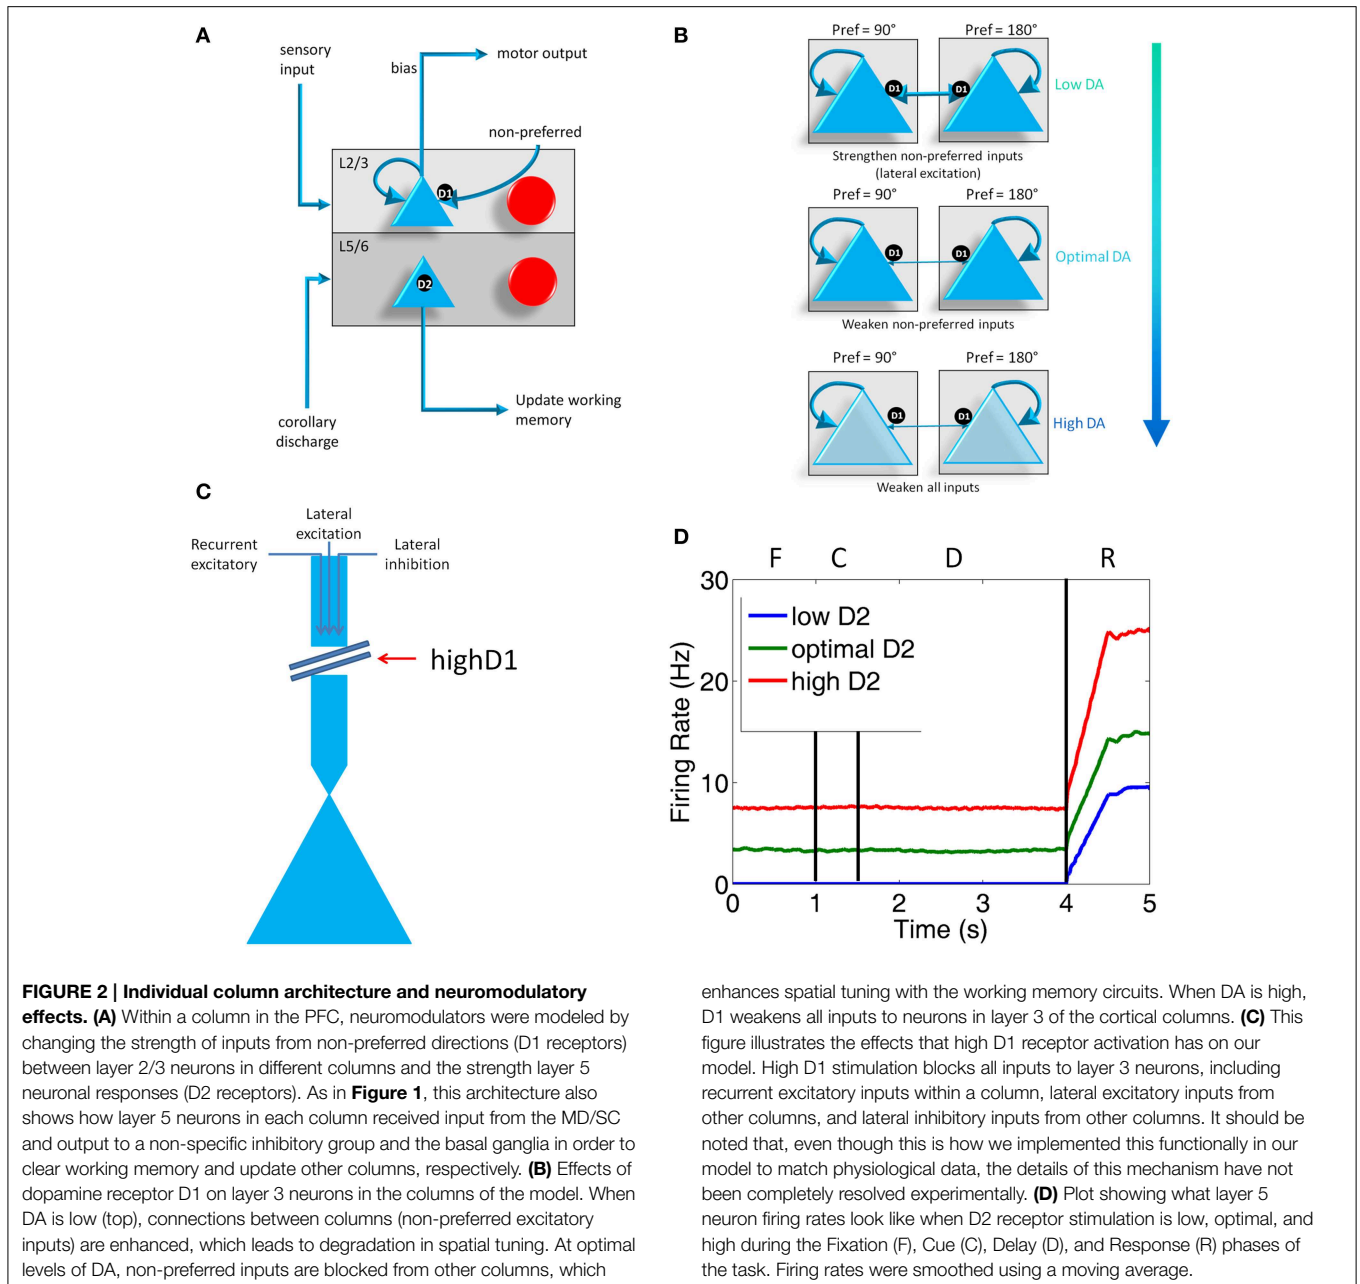 A
sensory
input
bias
motor output
non-preferred
L2/3
D1
L5/6
D2
corollary
discharge
Update working
memory
B
Pref = 90°
Pref = 180°
D1
D1
Low DA
Strengthen non-preferred inputs
(lateral excitation)
Pref = 90°
Pref = 180°
D1
D1
Optimal DA
Weaken non-preferred inputs
Pref = 90°
Pref = 180°
D1
D1
High DA
Weaken all inputs
C
Lateral
excitation
Recurrent
excitatory
Lateral
inhibition
highD1
D
F
C
D
R
30
20
10
0
Firing Rate (Hz)
low D2
optimal D2
high D2
0
1
2
3
4
5
Time (s)
FIGURE 2 | Individual column architecture and neuromodulatory
effects. (A) Within a column in the PFC, neuromodulators were modeled by
changing the strength of inputs from non-preferred directions (D1 receptors)
between layer 2/3 neurons in different columns and the strength layer 5
neuronal responses (D2 receptors). As in Figure 1, this architecture also
shows how layer 5 neurons in each column received input from the MD/SC
and output to a non-specific inhibitory group and the basal ganglia in order to
clear working memory and update other columns, respectively. (B) Effects of
dopamine receptor D1 on layer 3 neurons in the columns of the model. When
DA is low (top), connections between columns (non-preferred excitatory
inputs) are enhanced, which leads to degradation in spatial tuning. At optimal
levels of DA, non-preferred inputs are blocked from other columns, which
enhances spatial tuning with the working memory circuits. When DA is high,
D1 weakens all inputs to neurons in layer 3 of the cortical columns. (C) This
figure illustrates the effects that high D1 receptor activation has on our
model. High D1 stimulation blocks all inputs to layer 3 neurons, including
recurrent excitatory inputs within a column, lateral excitatory inputs from
other columns, and lateral inhibitory inputs from other columns. It should be
noted that, even though this is how we implemented this functionally in our
model to match physiological data, the details of this mechanism have not
been completely resolved experimentally. (D) Plot showing what layer 5
neuron firing rates look like when D2 receptor stimulation is low, optimal, and
high during the Fixation (F), Cue (C), Delay (D), and Response (R) phases of
the task. Firing rates were smoothed using a moving average.